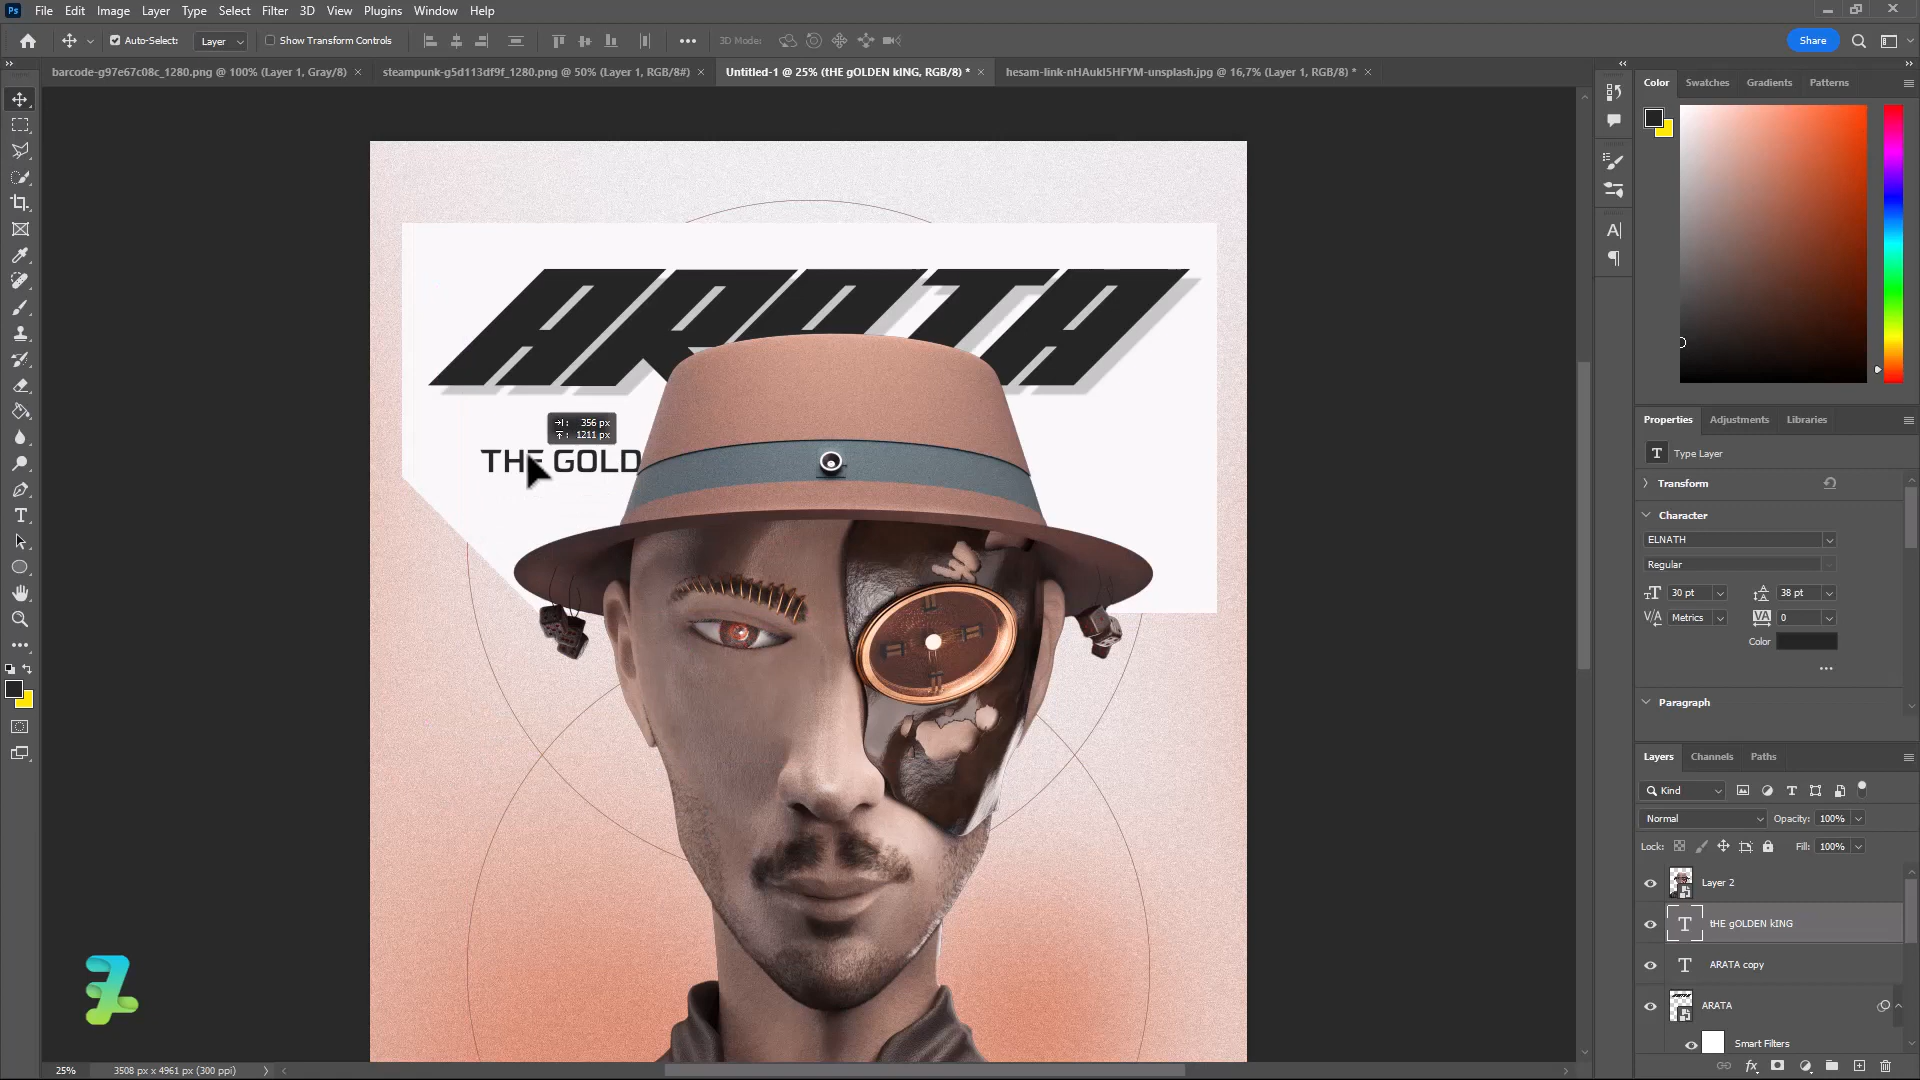 Ps File Edit Image Layer Type Select Filter 3D View Plugins Window Help
Auto-Select: Layer Show Transform Controls 3D Mode: Share
barcode-g97e67c08c_1280.png @ 100% (Layer 1, Gray/8) steampunk-g5d113df9f_1280.png @ 50% (Layer 1, RGB/8#) Untitled-1 @ 25% (tHE gOLDEN kING, RGB/8) * hesam-link-nHAukI5HFYM-unsplash.jpg @ 16,7% (Layer 1, RGB/8) *
Color Swatches Gradients Patterns
ARATA
356 px
1211 px
THE GOLD
Properties Adjustments Libraries
T Type Layer
Transform
Character
ELNATH
Regular
30 pt 38 pt
Metrics 0
Color
Paragraph
Layers Channels Paths
Kind
Normal Opacity: 100%
Lock: Fill: 100%
Layer 2
T tHE gOLDEN kING
T ARATA copy
ARATA
Smart Filters
25% 3508 px x 4961 px (300 ppi)